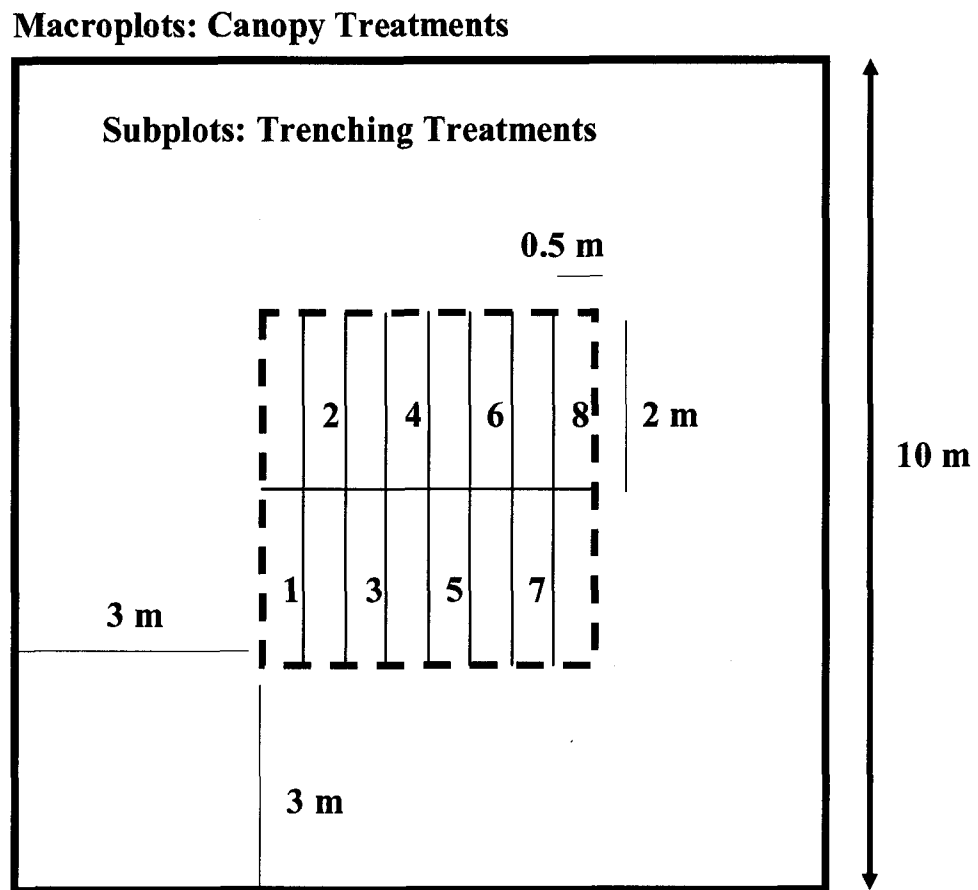 Macroplots: Canopy Treatments
Subplots: Trenching Treatments
0.5 m
2 4 6 8 2 m
10 m
1 3 5 7
3 m
3 m